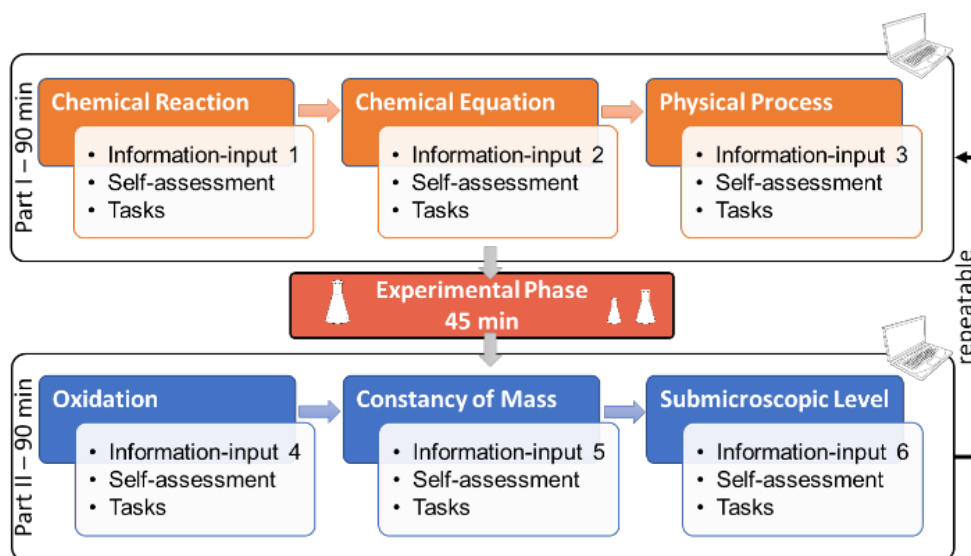 Part I – 90 min
Chemical Reaction
• Information-input 1
• Self-assessment
• Tasks
Chemical Equation
• Information-input 2
• Self-assessment
• Tasks
Physical Process
• Information-input 3
• Self-assessment
• Tasks
Experimental Phase
45 min
repeatable
Part II – 90 min
Oxidation
• Information-input 4
• Self-assessment
• Tasks
Constancy of Mass
• Information-input 5
• Self-assessment
• Tasks
Submicroscopic Level
• Information-input 6
• Self-assessment
• Tasks